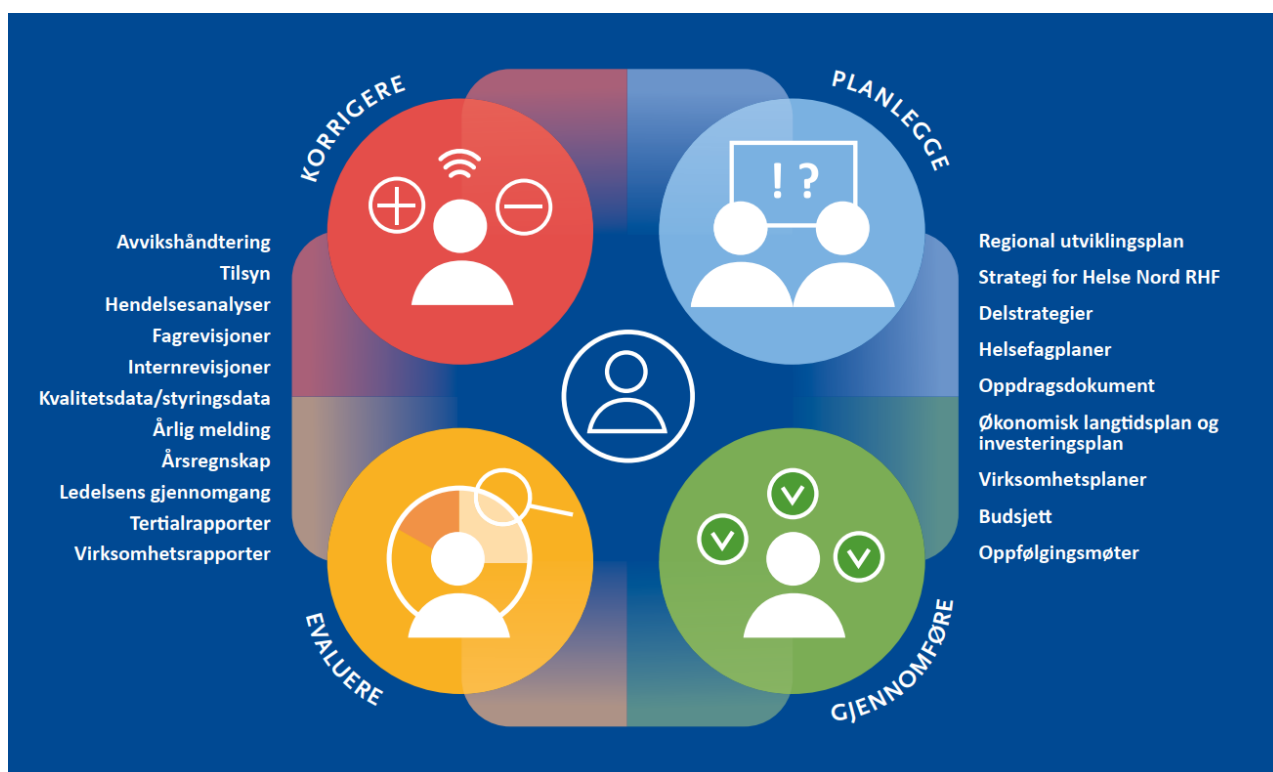 KORRIGERE
PLANLEGGE
! ?
Avvikshåndtering
Tilsyn
Hendelsesanalyser
Fagrevisjoner
Internrevisjoner
Kvalitetsdata/styringsdata
Årlig melding
Årsregnskap
Ledelsens gjennomgang
Tertialrapporter
Virksomhetsrapporter
Regional utviklingsplan
Strategi for Helse Nord RHF
Delstrategier
Helsefagplaner
Oppdragsdokument
Økonomisk langtidsplan og
investeringsplan
Virksomhetsplaner
Budsjett
Oppfølgingsmøter
EVALUERE
GJENNOMFØRE